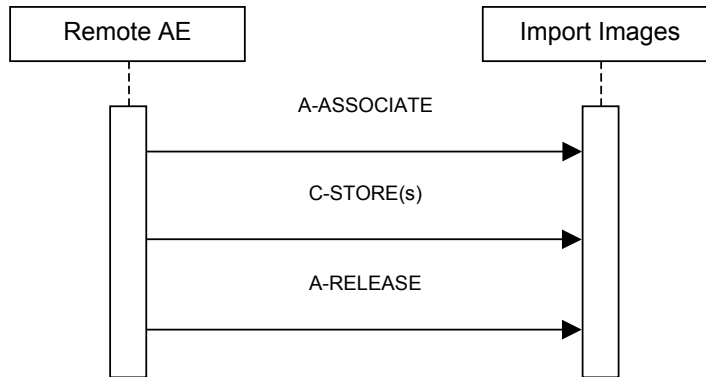 Remote AE
Import Images
A-ASSOCIATE
C-STORE(s)
A-RELEASE